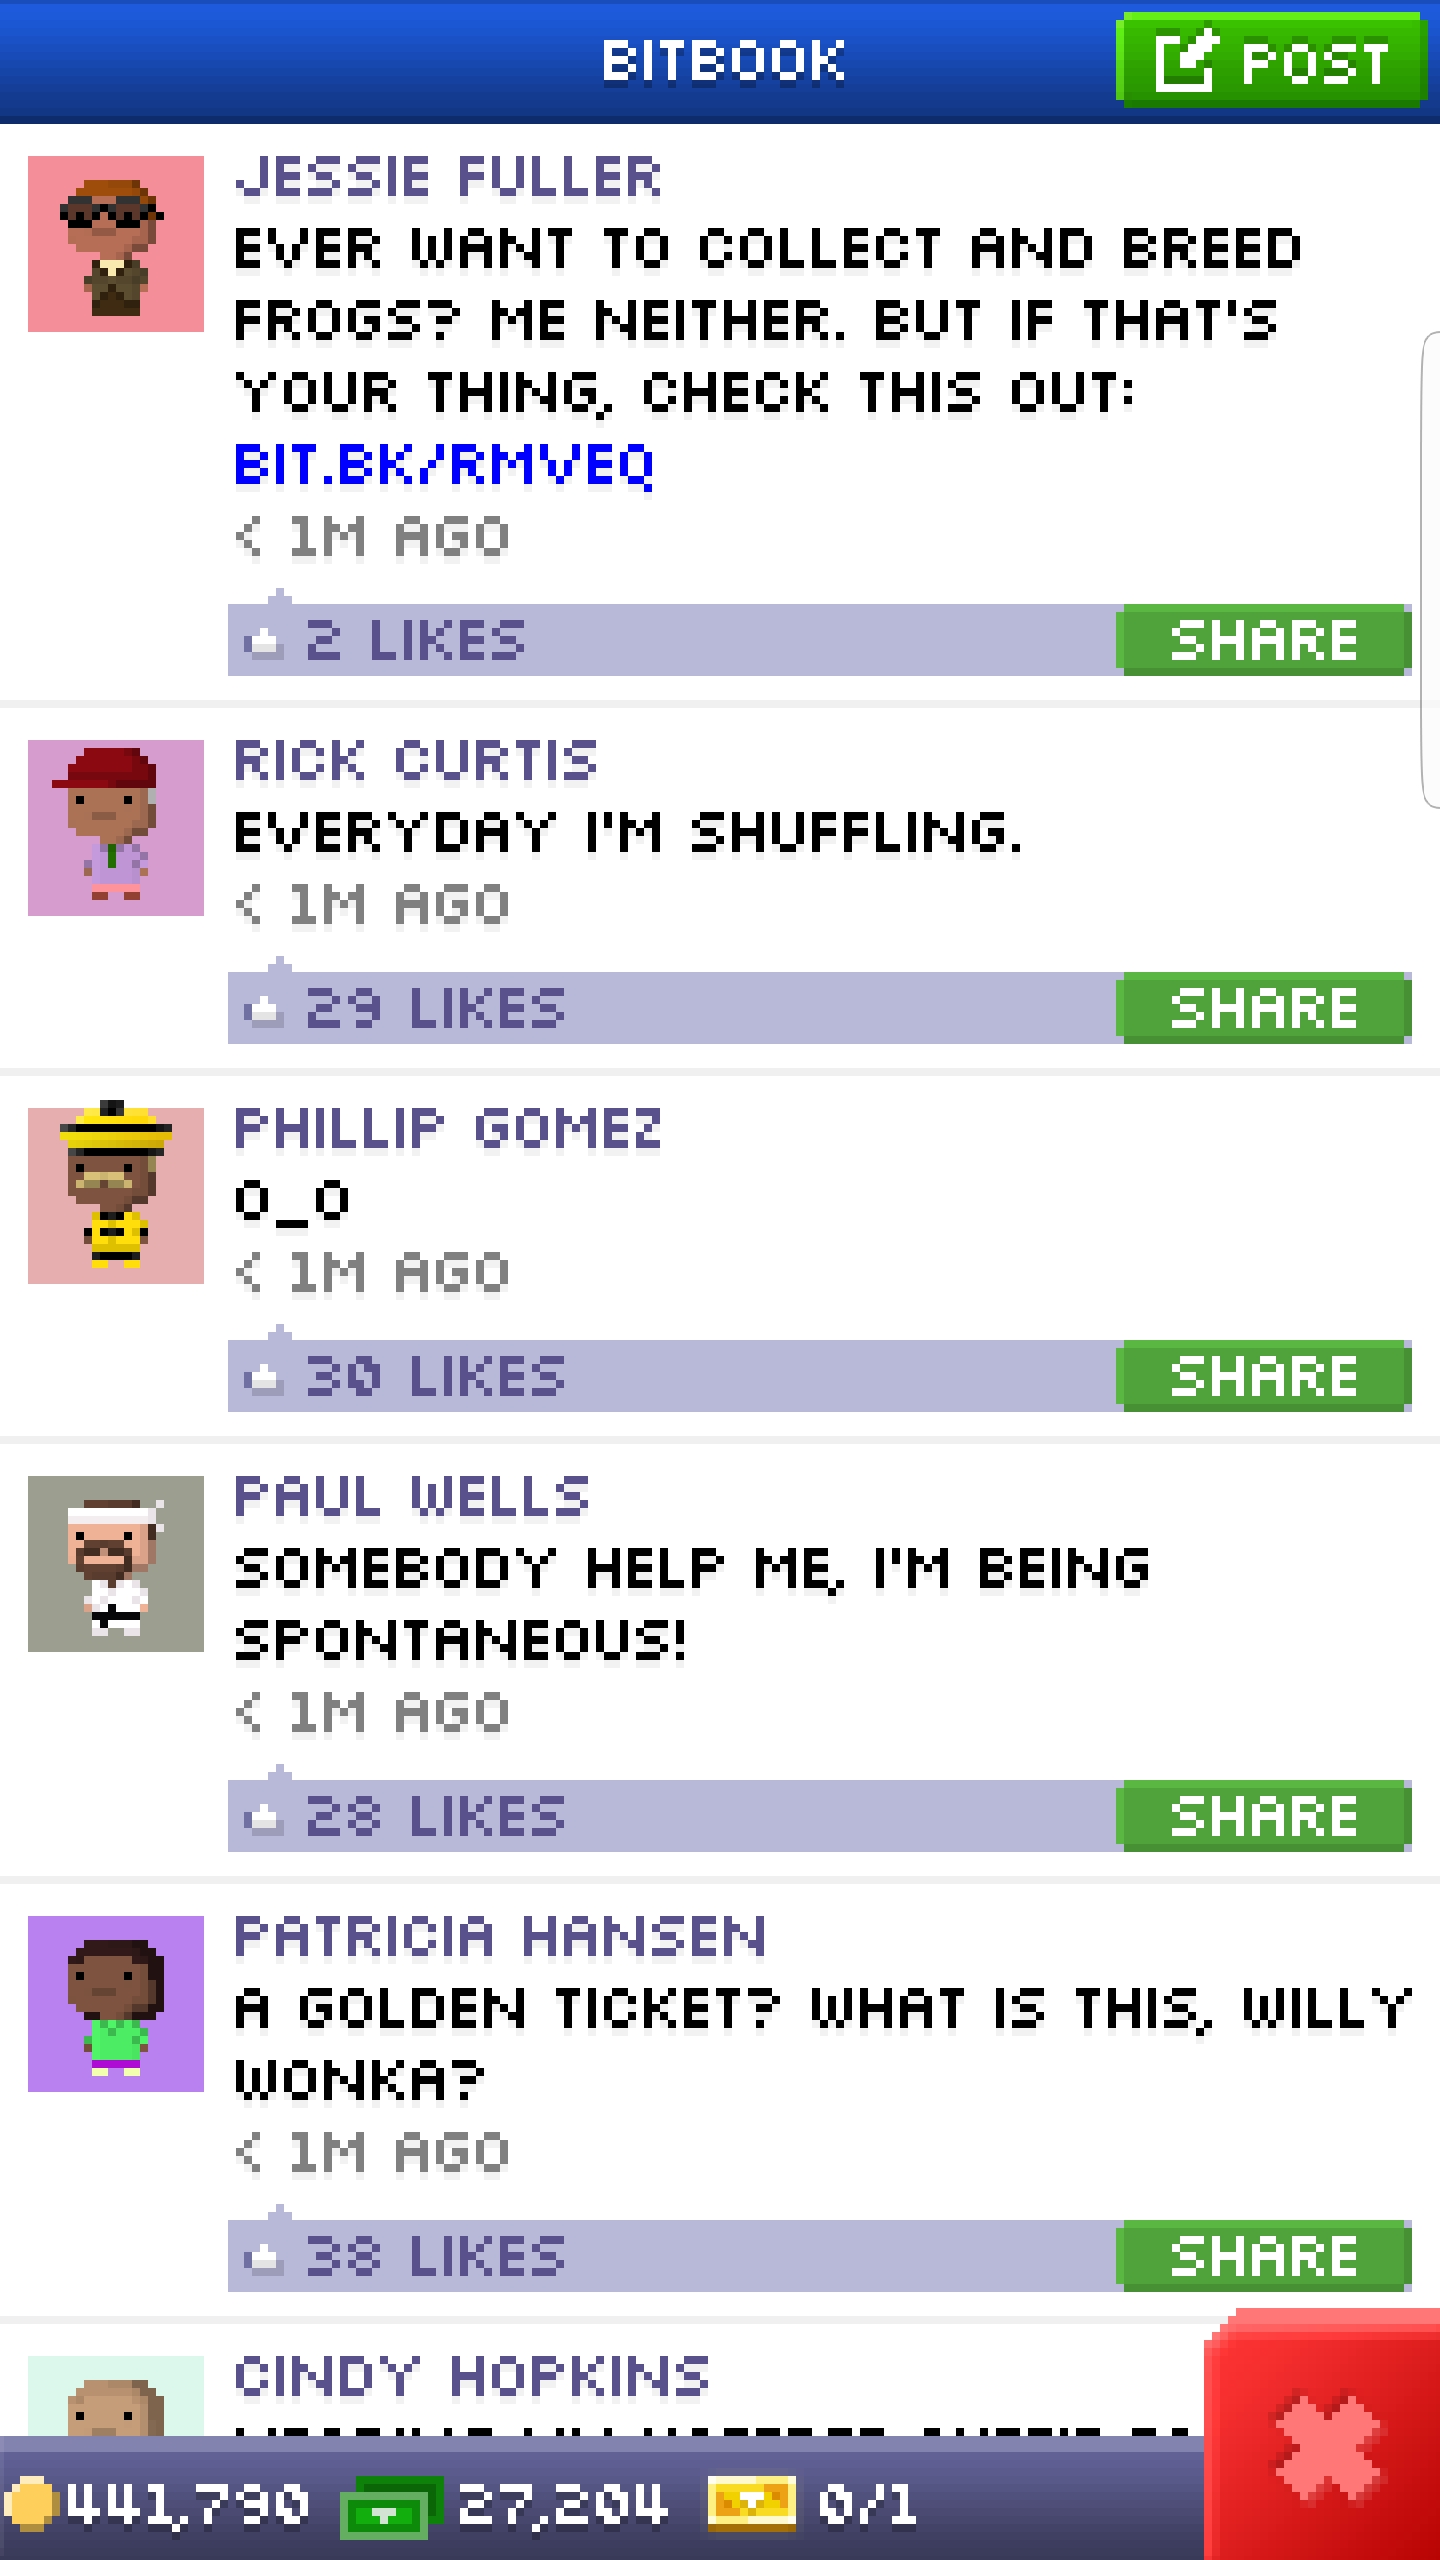 BITBOOK
POST
JESSIE FULLER
EVER WANT TO COLLECT AND BREED
FROGS? ME NEITHER. BUT IF THAT'S
YOUR THING, CHECK THIS OUT:
BIT.BK/RMVEQ
< 1M AGO
2 LIKES
SHARE
RICK CURTIS
EVERYDAY I'M SHUFFLING.
< 1M AGO
29 LIKES
SHARE
PHILLIP GOMEZ
O_O
< 1M AGO
30 LIKES
SHARE
PAUL WELLS
SOMEBODY HELP ME, I'M BEING
SPONTANEOUS!
< 1M AGO
28 LIKES
SHARE
PATRICIA HANSEN
A GOLDEN TICKET? WHAT IS THIS, WILLY
WONKA?
< 1M AGO
38 LIKES
SHARE
CINDY HOPKINS
441,790
27,204
0/1